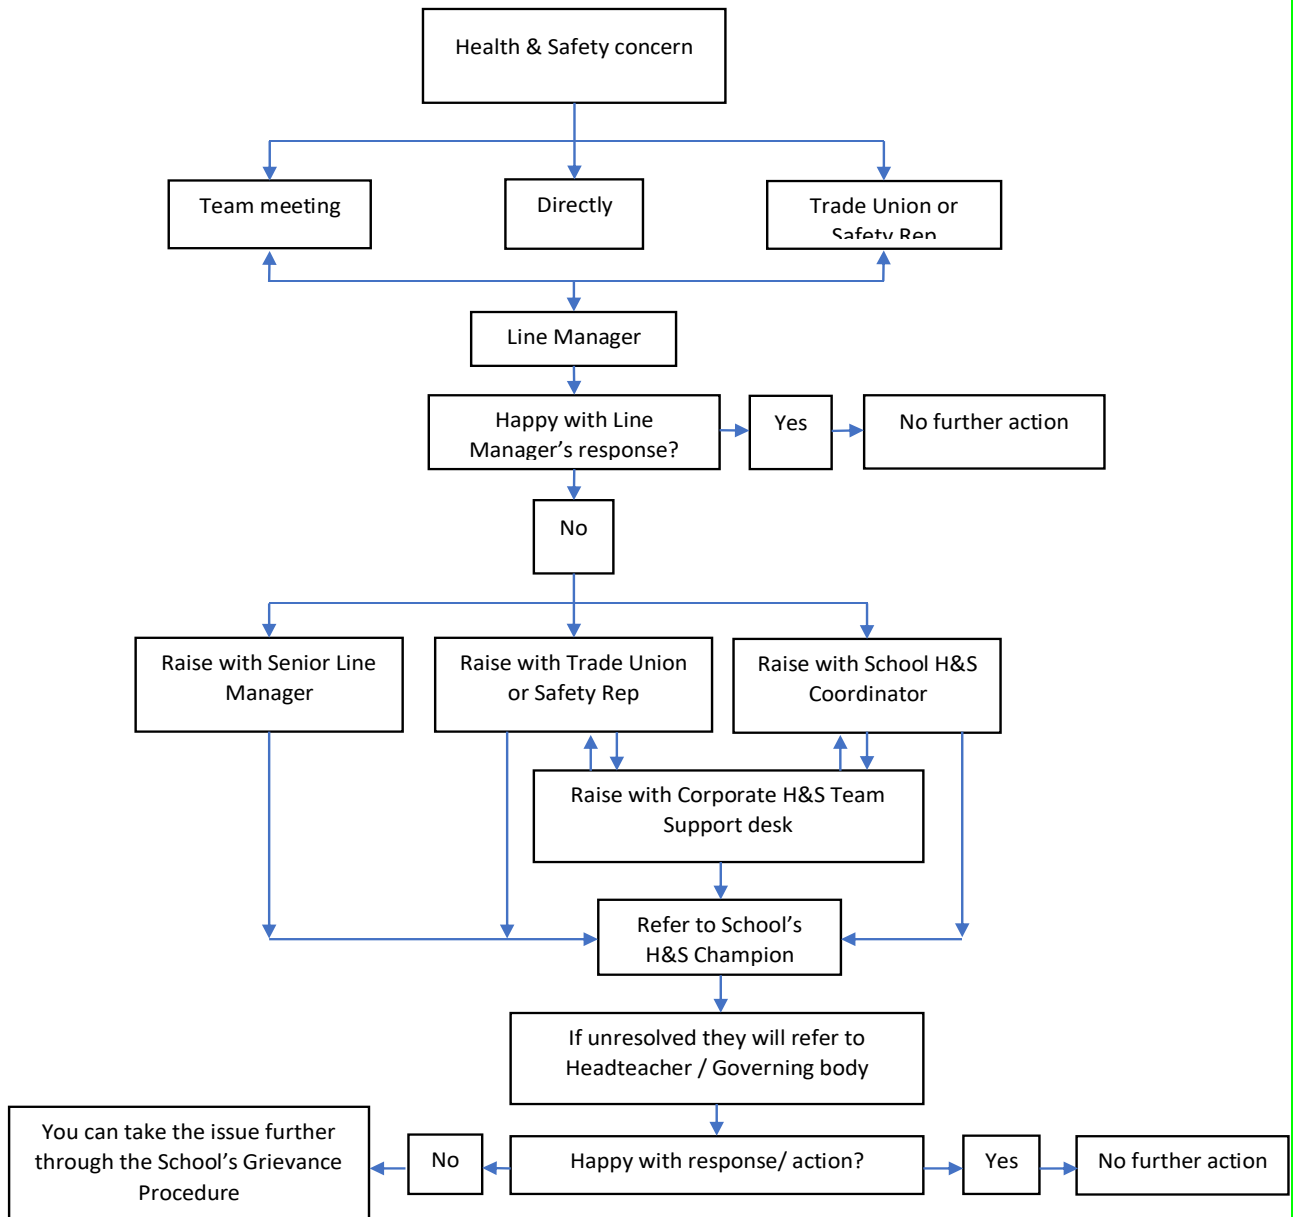 Health & Safety concern
Team meeting
Directly
Trade Union or
Safety Rep
Line Manager
Happy with Line
Manager’s response?
Yes
No further action
No
Raise with Senior Line
Manager
Raise with Trade Union
or Safety Rep
Raise with School H&S
Coordinator
Raise with Corporate H&S Team
Support desk
Refer to School’s
H&S Champion
If unresolved they will refer to
Headteacher / Governing body
You can take the issue further
through the School’s Grievance
Procedure
No
Happy with response/ action?
Yes
No further action